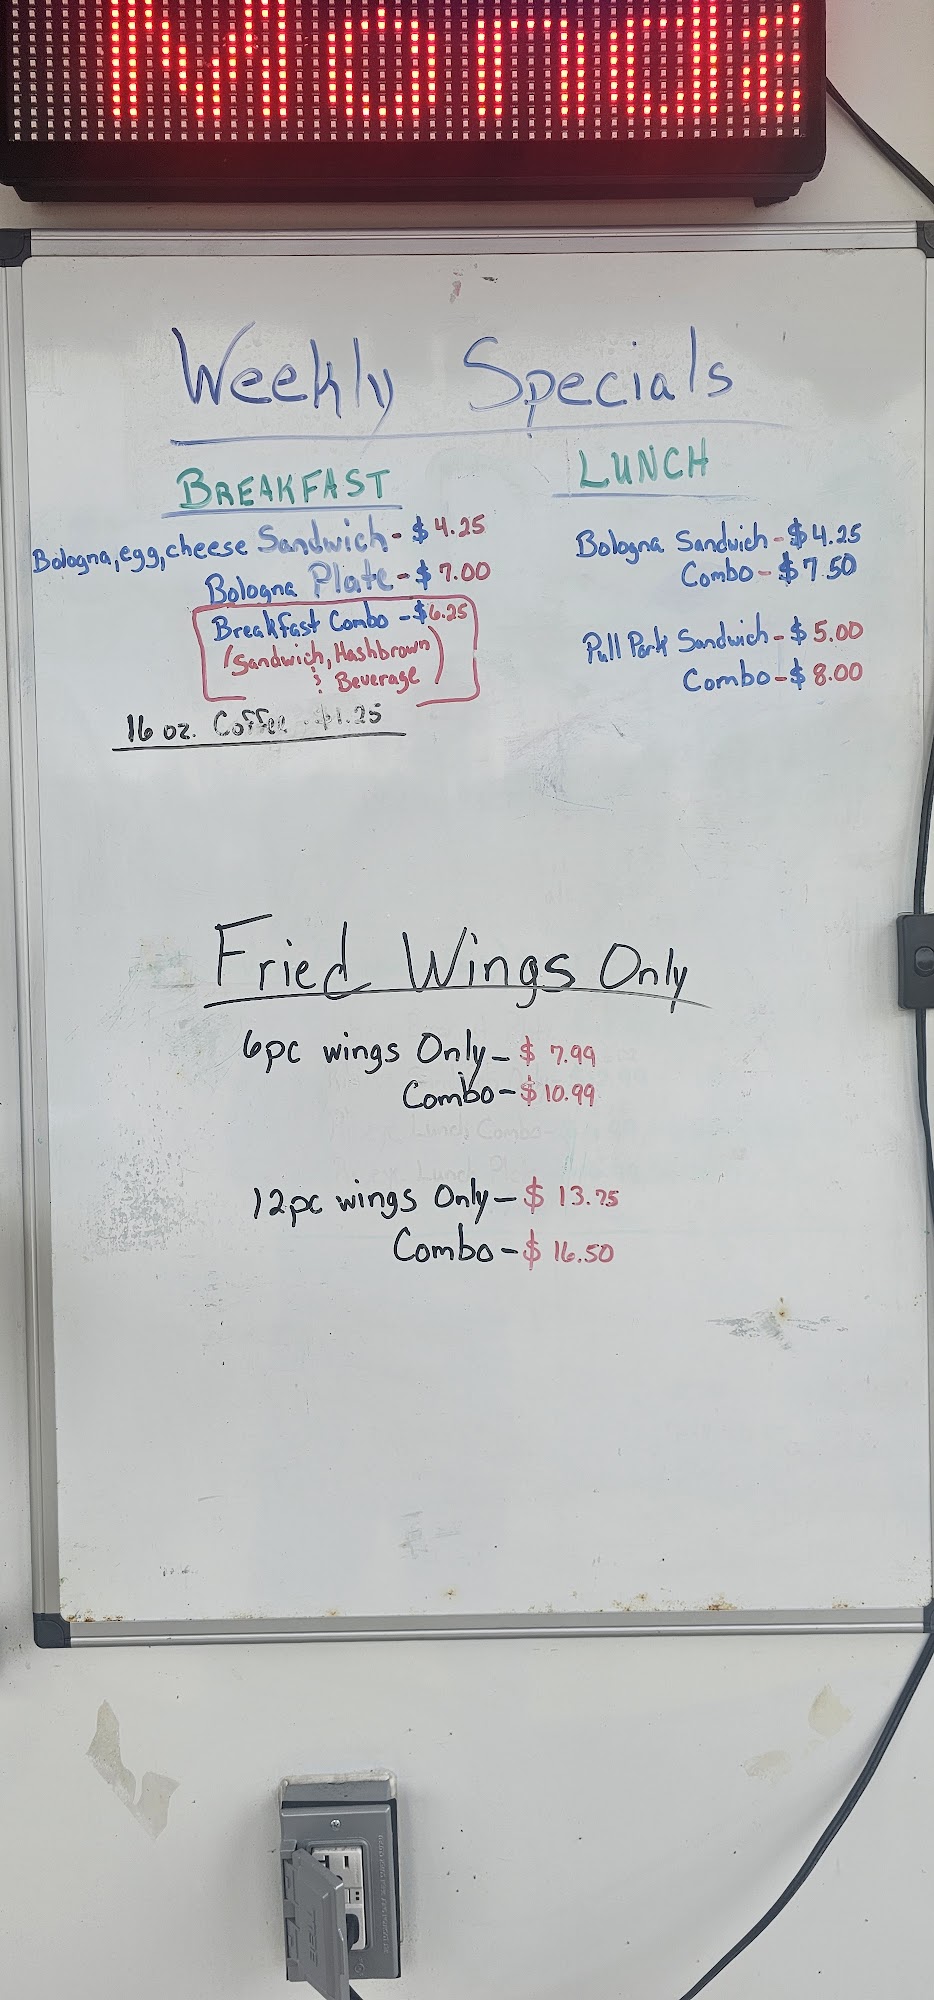 Weekly Specials
BREAKFAST
Bologna, egg, cheese Sandwich - $4.25
Bologna Plate - $7.00
Breakfast Combo - $6.25
(Sandwich, Hashbrown
& Beverage)
16 oz. Coffee - $1.25
LUNCH
Bologna Sandwich - $4.25
Combo - $7.50
Pull Pork Sandwich - $5.00
Combo - $8.00
Fried Wings Only
6pc wings Only - $7.99
Combo - $10.99
12pc wings Only - $13.75
Combo - $16.50